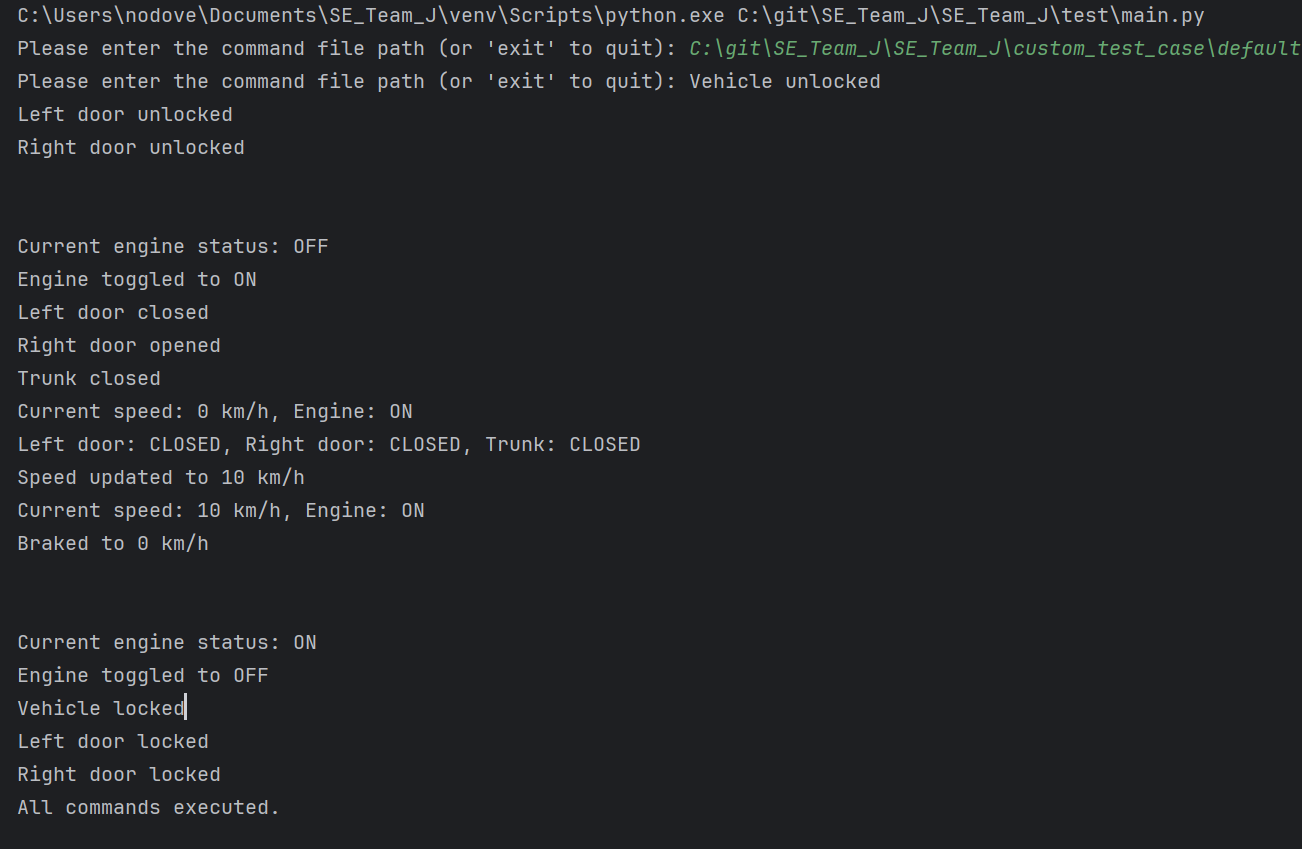 C:\Users\nodove\Documents\SE_Team_J\venv\Scripts\python.exe C:\git\SE_Team_J\SE_Team_J\test\main.py
Please enter the command file path (or 'exit' to quit): C:\git\SE_Team_J\SE_Team_J\custom_test_case\default
Please enter the command file path (or 'exit' to quit): Vehicle unlocked
Left door unlocked
Right door unlocked
Current engine status: OFF
Engine toggled to ON
Left door closed
Right door opened
Trunk closed
Current speed: 0 km/h, Engine: ON
Left door: CLOSED, Right door: CLOSED, Trunk: CLOSED
Speed updated to 10 km/h
Current speed: 10 km/h, Engine: ON
Braked to 0 km/h
Current engine status: ON
Engine toggled to OFF
Vehicle locked
Left door locked
Right door locked
All commands executed.